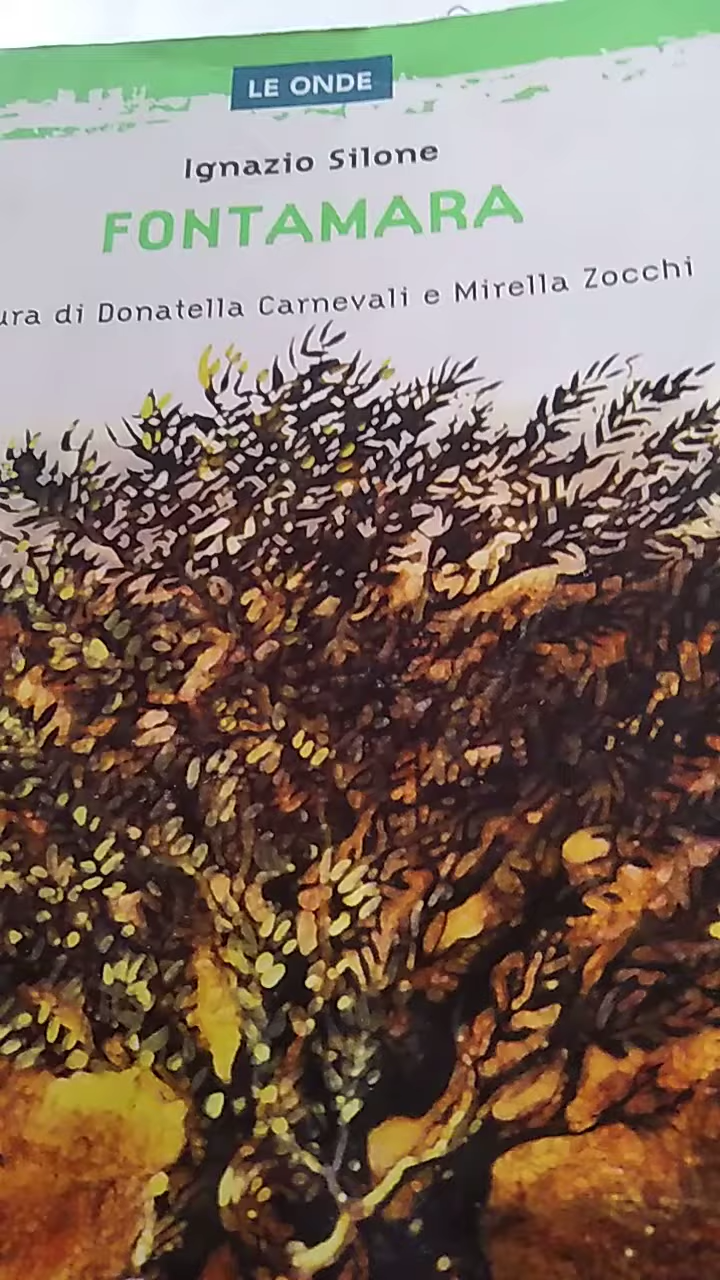 LE ONDE
Ignazio Silone
FONTAMARA
ura di Donatella Carnevali e Mirella Zocchi